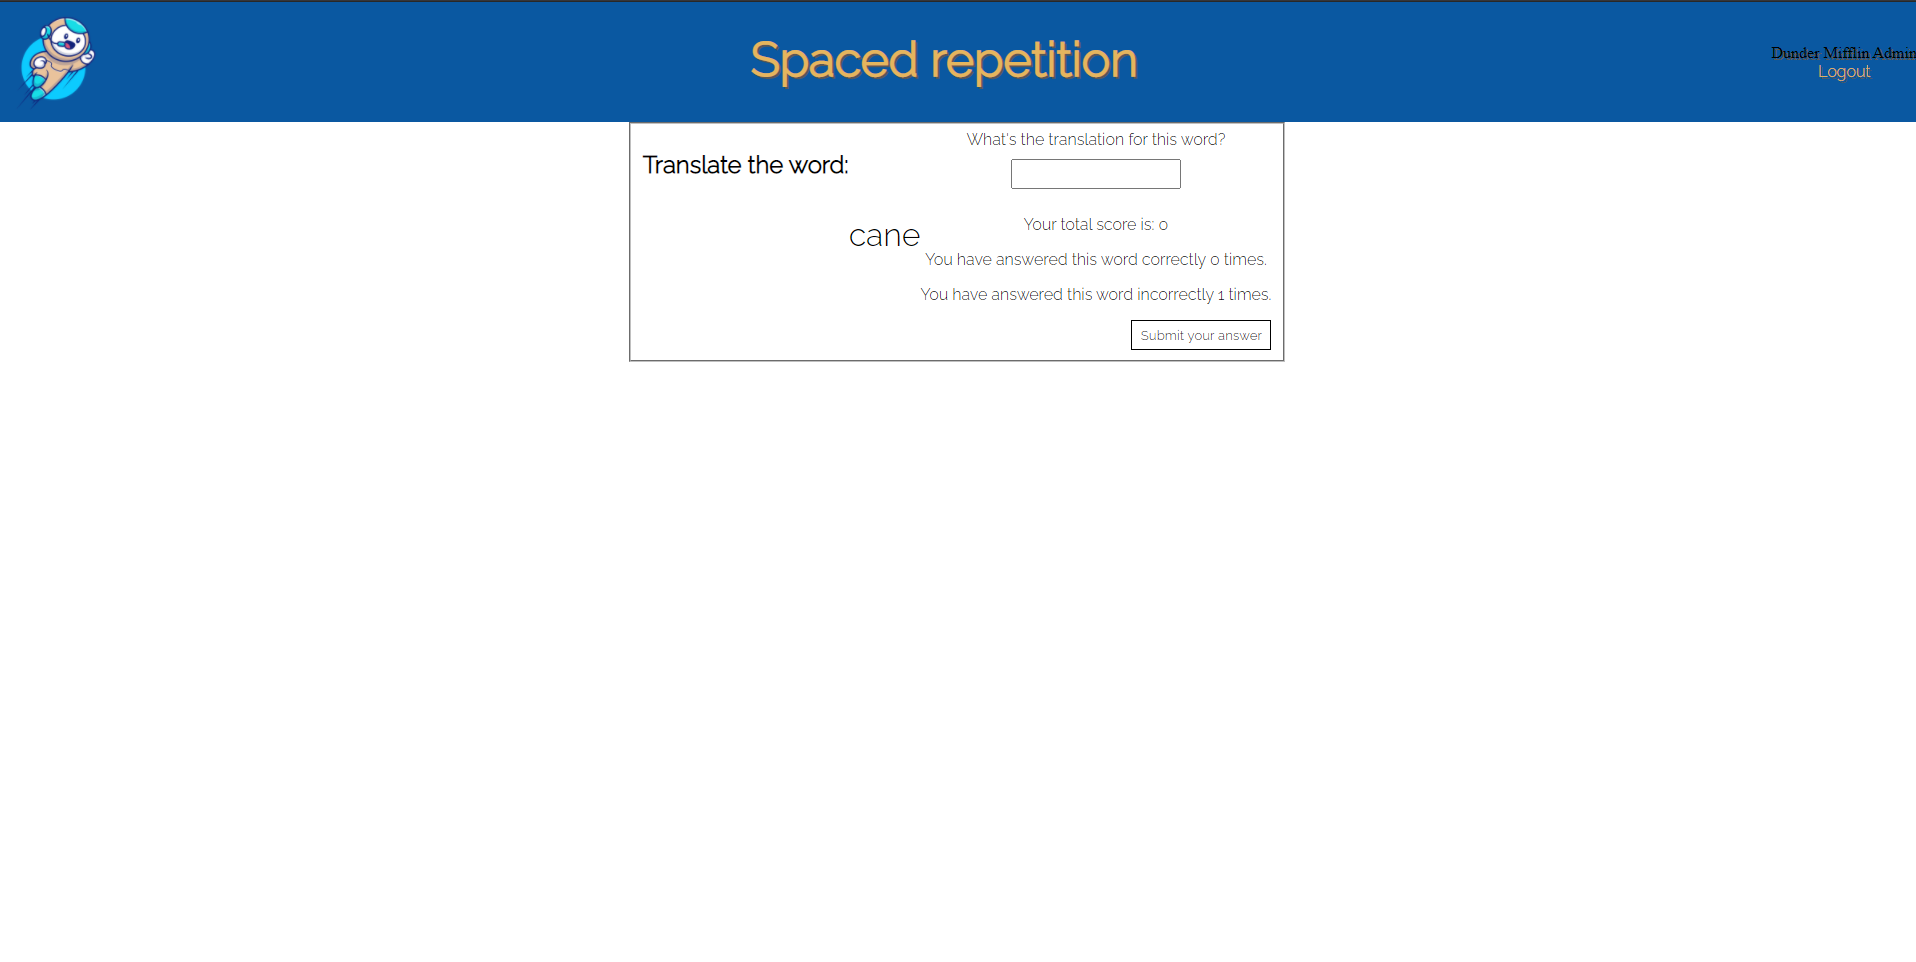 Spaced repetition
Dunder Mifflin Admin
Logout
Translate the word:
cane
What's the translation for this word?
Your total score is: 0
You have answered this word correctly 0 times.
You have answered this word incorrectly 1 times.
Submit your answer